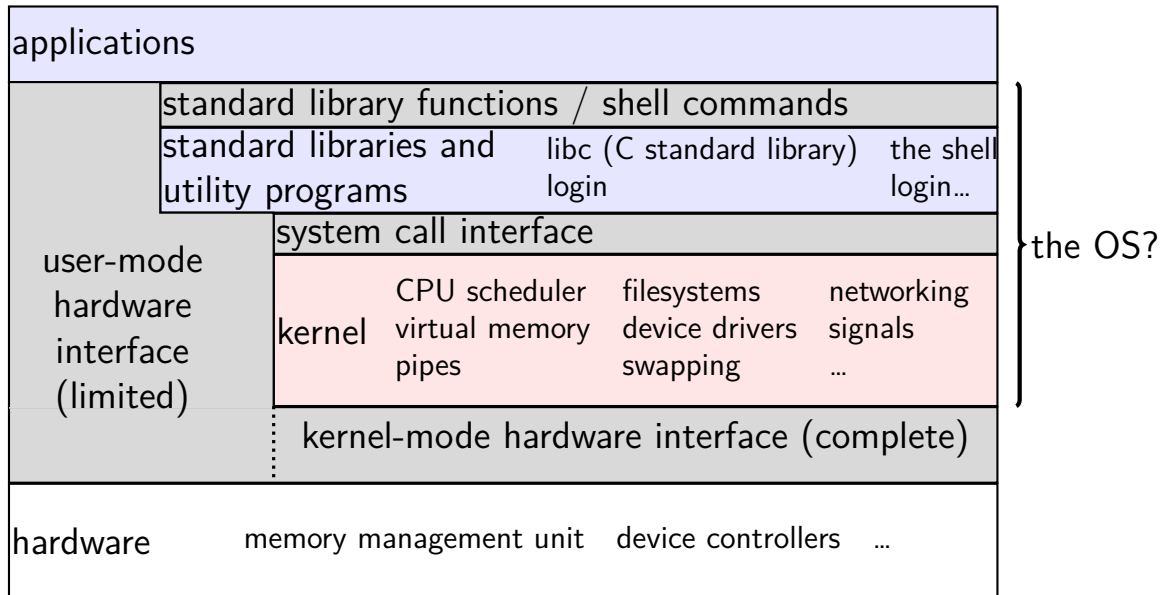 applications
standard library functions / shell commands
standard libraries and
utility programs
libc (C standard library) the shell
login login…
system call interface
the OS?
user-mode
hardware
interface
(limited)
kernel
CPU scheduler filesystems networking
virtual memory device drivers signals
pipes swapping …
kernel-mode hardware interface (complete)
hardware memory management unit device controllers …